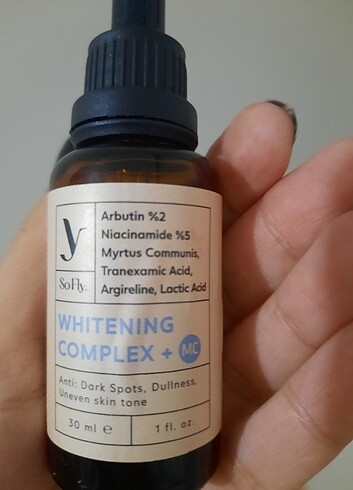 y
SoFly
Arbutin %2
Niacinamide %5
Myrtus Communis,
Tranexamic Acid,
Argireline, Lactic Acid
WHITENING
COMPLEX + MC
Anti: Dark Spots, Dullness,
Uneven skin tone
30 ml ℮
1 fl. oz.